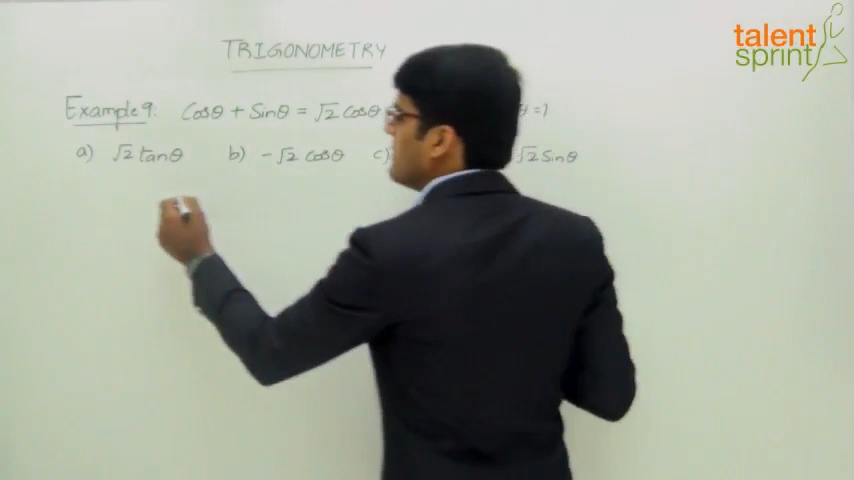 talent
sprint
TRIGONOMETRY
Example 9: Cosθ + Sinθ = √2 Cosθ = ?
a) √2 tanθ b) -√2 Cosθ c) √2 Sinθ